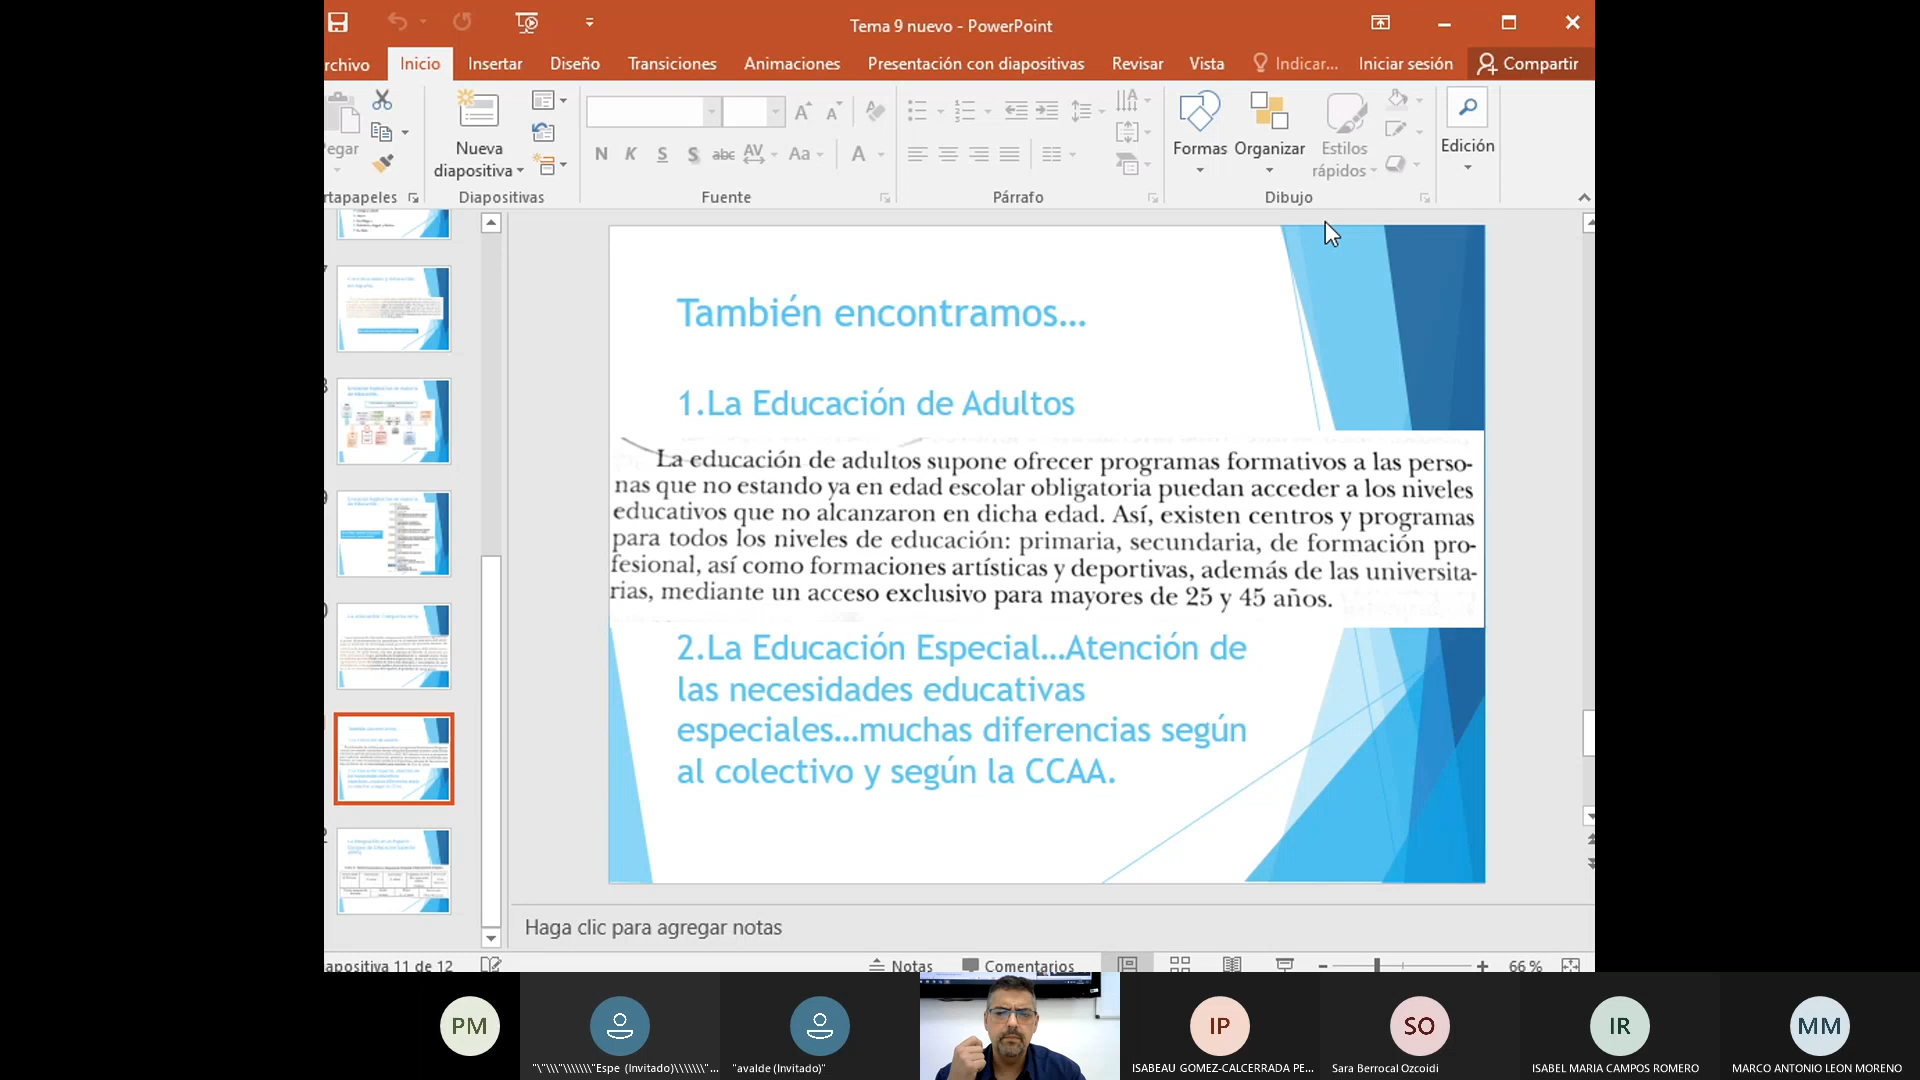 Tema 9 nuevo - PowerPoint
rchivo
Inicio
Insertar
Diseño
Transiciones
Animaciones
Presentación con diapositivas
Revisar
Vista
Indicar...
Iniciar sesión
Compartir
egar
Nueva
diapositiva
N K S S abc AV Aa A
Formas
Organizar
Estilos
rápidos
Edición
rtapapeles
Diapositivas
Fuente
Párrafo
Dibujo
También encontramos...
1.La Educación de Adultos
La educación de adultos supone ofrecer programas formativos a las perso-
nas que no estando ya en edad escolar obligatoria puedan acceder a los niveles
educativos que no alcanzaron en dicha edad. Así, existen centros y programas
para todos los niveles de educación: primaria, secundaria, de formación pro-
fesional, así como formaciones artísticas y deportivas, además de las universita-
rias, mediante un acceso exclusivo para mayores de 25 y 45 años.
2.La Educación Especial...Atención de
las necesidades educativas
especiales...muchas diferencias según
al colectivo y según la CCAA.
Haga clic para agregar notas
apositiva 11 de 12
Notas
Comentarios
66 %
PM
IP
SO
IR
MM
"\"\\\"\\\\\\\"Espe (Invitado)\\\\\\\"...
"avalde (Invitado)"
ISABEAU GOMEZ-CALCERRADA PE...
Sara Berrocal Ozcoidi
ISABEL MARIA CAMPOS ROMERO
MARCO ANTONIO LEON MORENO